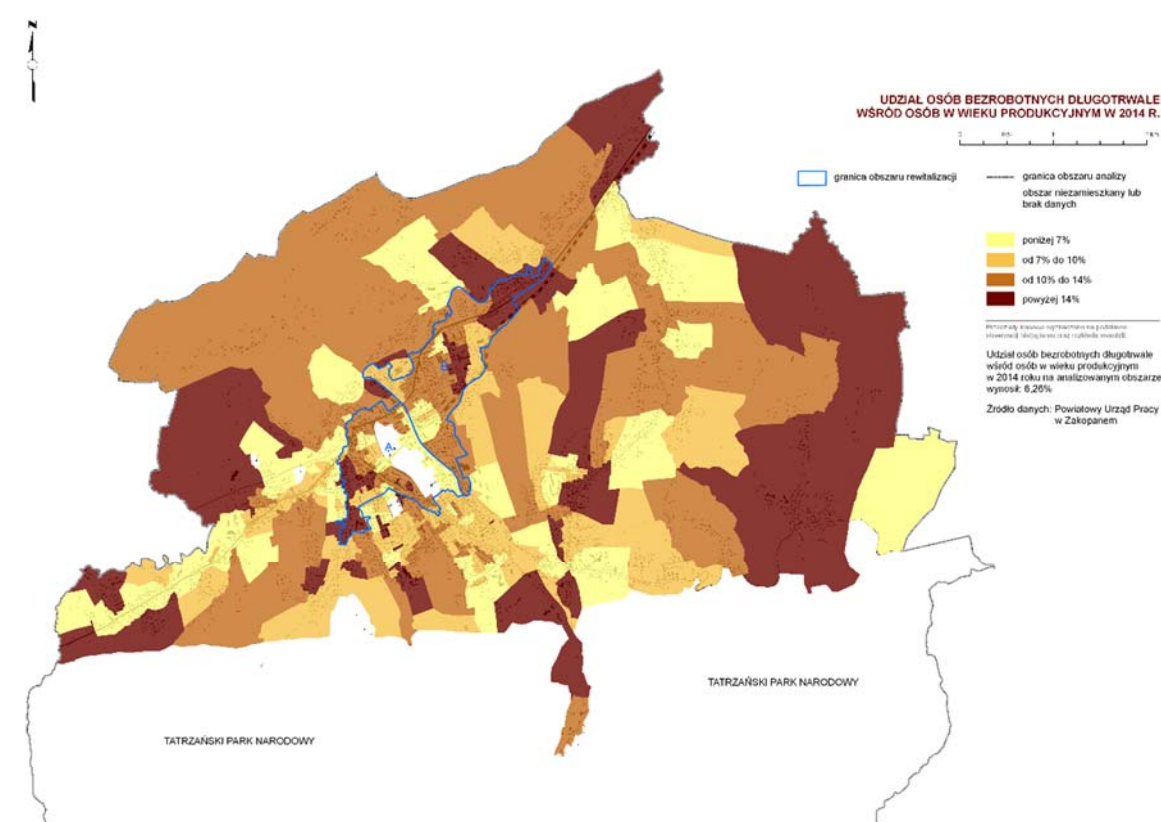 N
UDZIAŁ OSÓB BEZROBOTNYCH DŁUGOTRWALE
WŚRÓD OSÓB W WIEKU PRODUKCYJNYM W 2014 R.
0
1
granica obszaru rewitalizacji
granica obszaru analizy
obszar niezamieszkany lub
brak danych
poniżej 7%
od 7% do 10%
od 10% do 14%
powyżej 14%
Udział osób bezrobotnych długotrwale
wśród osób w wieku produkcyjnym
w 2014 roku na analizowanym obszarze
wynosił: 6,26%
Źródło danych: Powiatowy Urząd Pracy
w Zakopanem
B
A
TATRZAŃSKI PARK NARODOWY
TATRZAŃSKI PARK NARODOWY